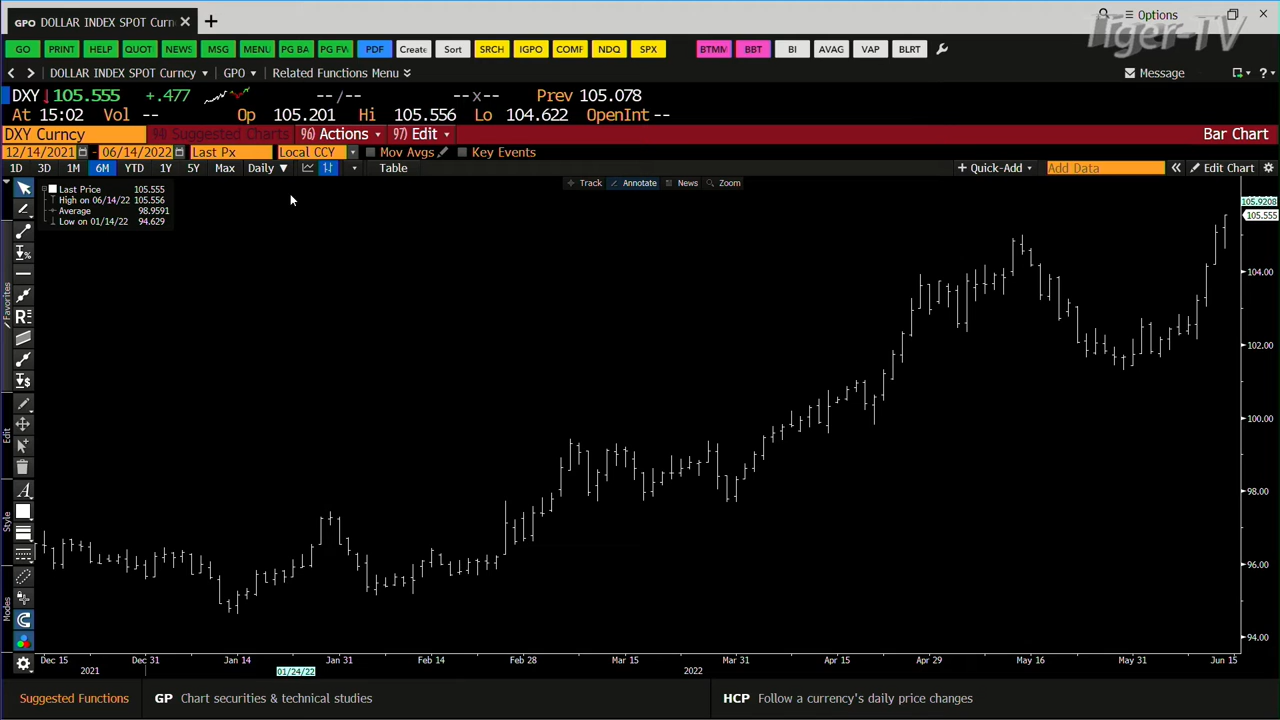 GPO DOLLAR INDEX SPOT Curn × +
Options
Tiger-TV
GO PRINT HELP QUOT NEWS MSG MENU PG BA PG FW PDF Create Sort SRCH IGPO COMF NDQ SPX BTMM BBT BI AVAG VAP BLRT
DOLLAR INDEX SPOT Curncy GPO Related Functions Menu Message ?
DXY 105.555 +.477 --/-- --x-- Prev 105.078
At 15:02 Vol -- Op 105.201 Hi 105.556 Lo 104.622 OpenInt --
DXY Curncy 94) Suggested Charts 96) Actions 97) Edit Bar Chart
12/14/2021 - 06/14/2022 Last Px Local CCY Mov Avgs Key Events
1D 3D 1M 6M YTD 1Y 5Y Max Daily ▼ Table + Quick-Add Add Data « Edit Chart
Track Annotate News Zoom
Last Price 105.555
High on 06/14/22 105.556
Average 98.9591
Low on 01/14/22 94.629
105.9208
105.555
104.00
102.00
100.00
98.00
96.00
94.00
Favorites
Edit
Style
Modes
Dec 15 Dec 31 Jan 14 Jan 31 Feb 14 Feb 28 Mar 15 Mar 31 Apr 15 Apr 29 May 16 May 31 Jun 15
2021 01/24/22 2022
Suggested Functions GP Chart securities & technical studies HCP Follow a currency's daily price changes